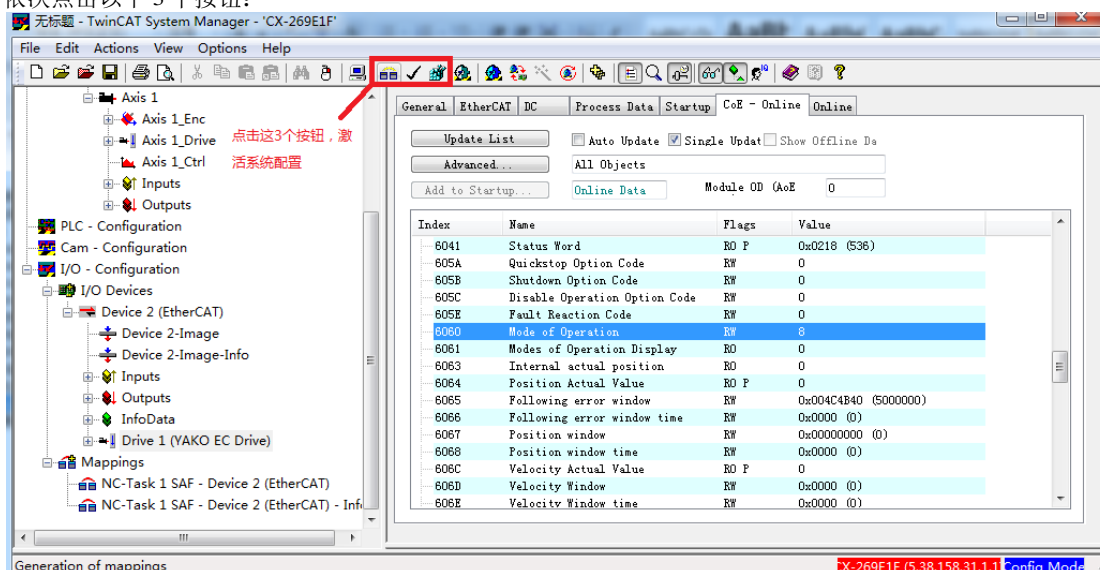 依次点击以下 3 个按钮:
无标题 - TwinCAT System Manager - 'CX-269E1F'
File Edit Actions View Options Help
Axis 1
Axis 1_Enc
Axis 1_Drive
Axis 1_Ctrl
Inputs
Outputs
点击这3个按钮，激
活系统配置
PLC - Configuration
Cam - Configuration
I/O - Configuration
I/O Devices
Device 2 (EtherCAT)
Device 2-Image
Device 2-Image-Info
Inputs
Outputs
InfoData
Drive 1 (YAKO EC Drive)
Mappings
NC-Task 1 SAF - Device 2 (EtherCAT)
NC-Task 1 SAF - Device 2 (EtherCAT) - Info
General EtherCAT DC Process Data Startup CoE - Online Online
Update List Auto Update Single Updat Show Offline Da
Advanced... All Objects
Add to Startup... Online Data Module OD (AoE 0
Index Name Flags Value
6041 Status Word RO P 0x0218 (536)
605A Quickstop Option Code RW 0
605B Shutdown Option Code RW 0
605C Disable Operation Option Code RW 0
605E Fault Reaction Code RW 0
6060 Mode of Operation RW 8
6061 Modes of Operation Display RO 0
6063 Internal actual position RO 0
6064 Position Actual Value RO P 0
6065 Following error window RW 0x004C4B40 (5000000)
6066 Following error window time RW 0x0000 (0)
6067 Position window RW 0x00000000 (0)
6068 Position window time RW 0x0000 (0)
606C Velocity Actual Value RO P 0
606D Velocity Window RW 0x0000 (0)
606E Velocity Window time RW 0x0000 (0)
Generation of mappings CX-269E1F (5.38.158.31.1.1) Config Mode